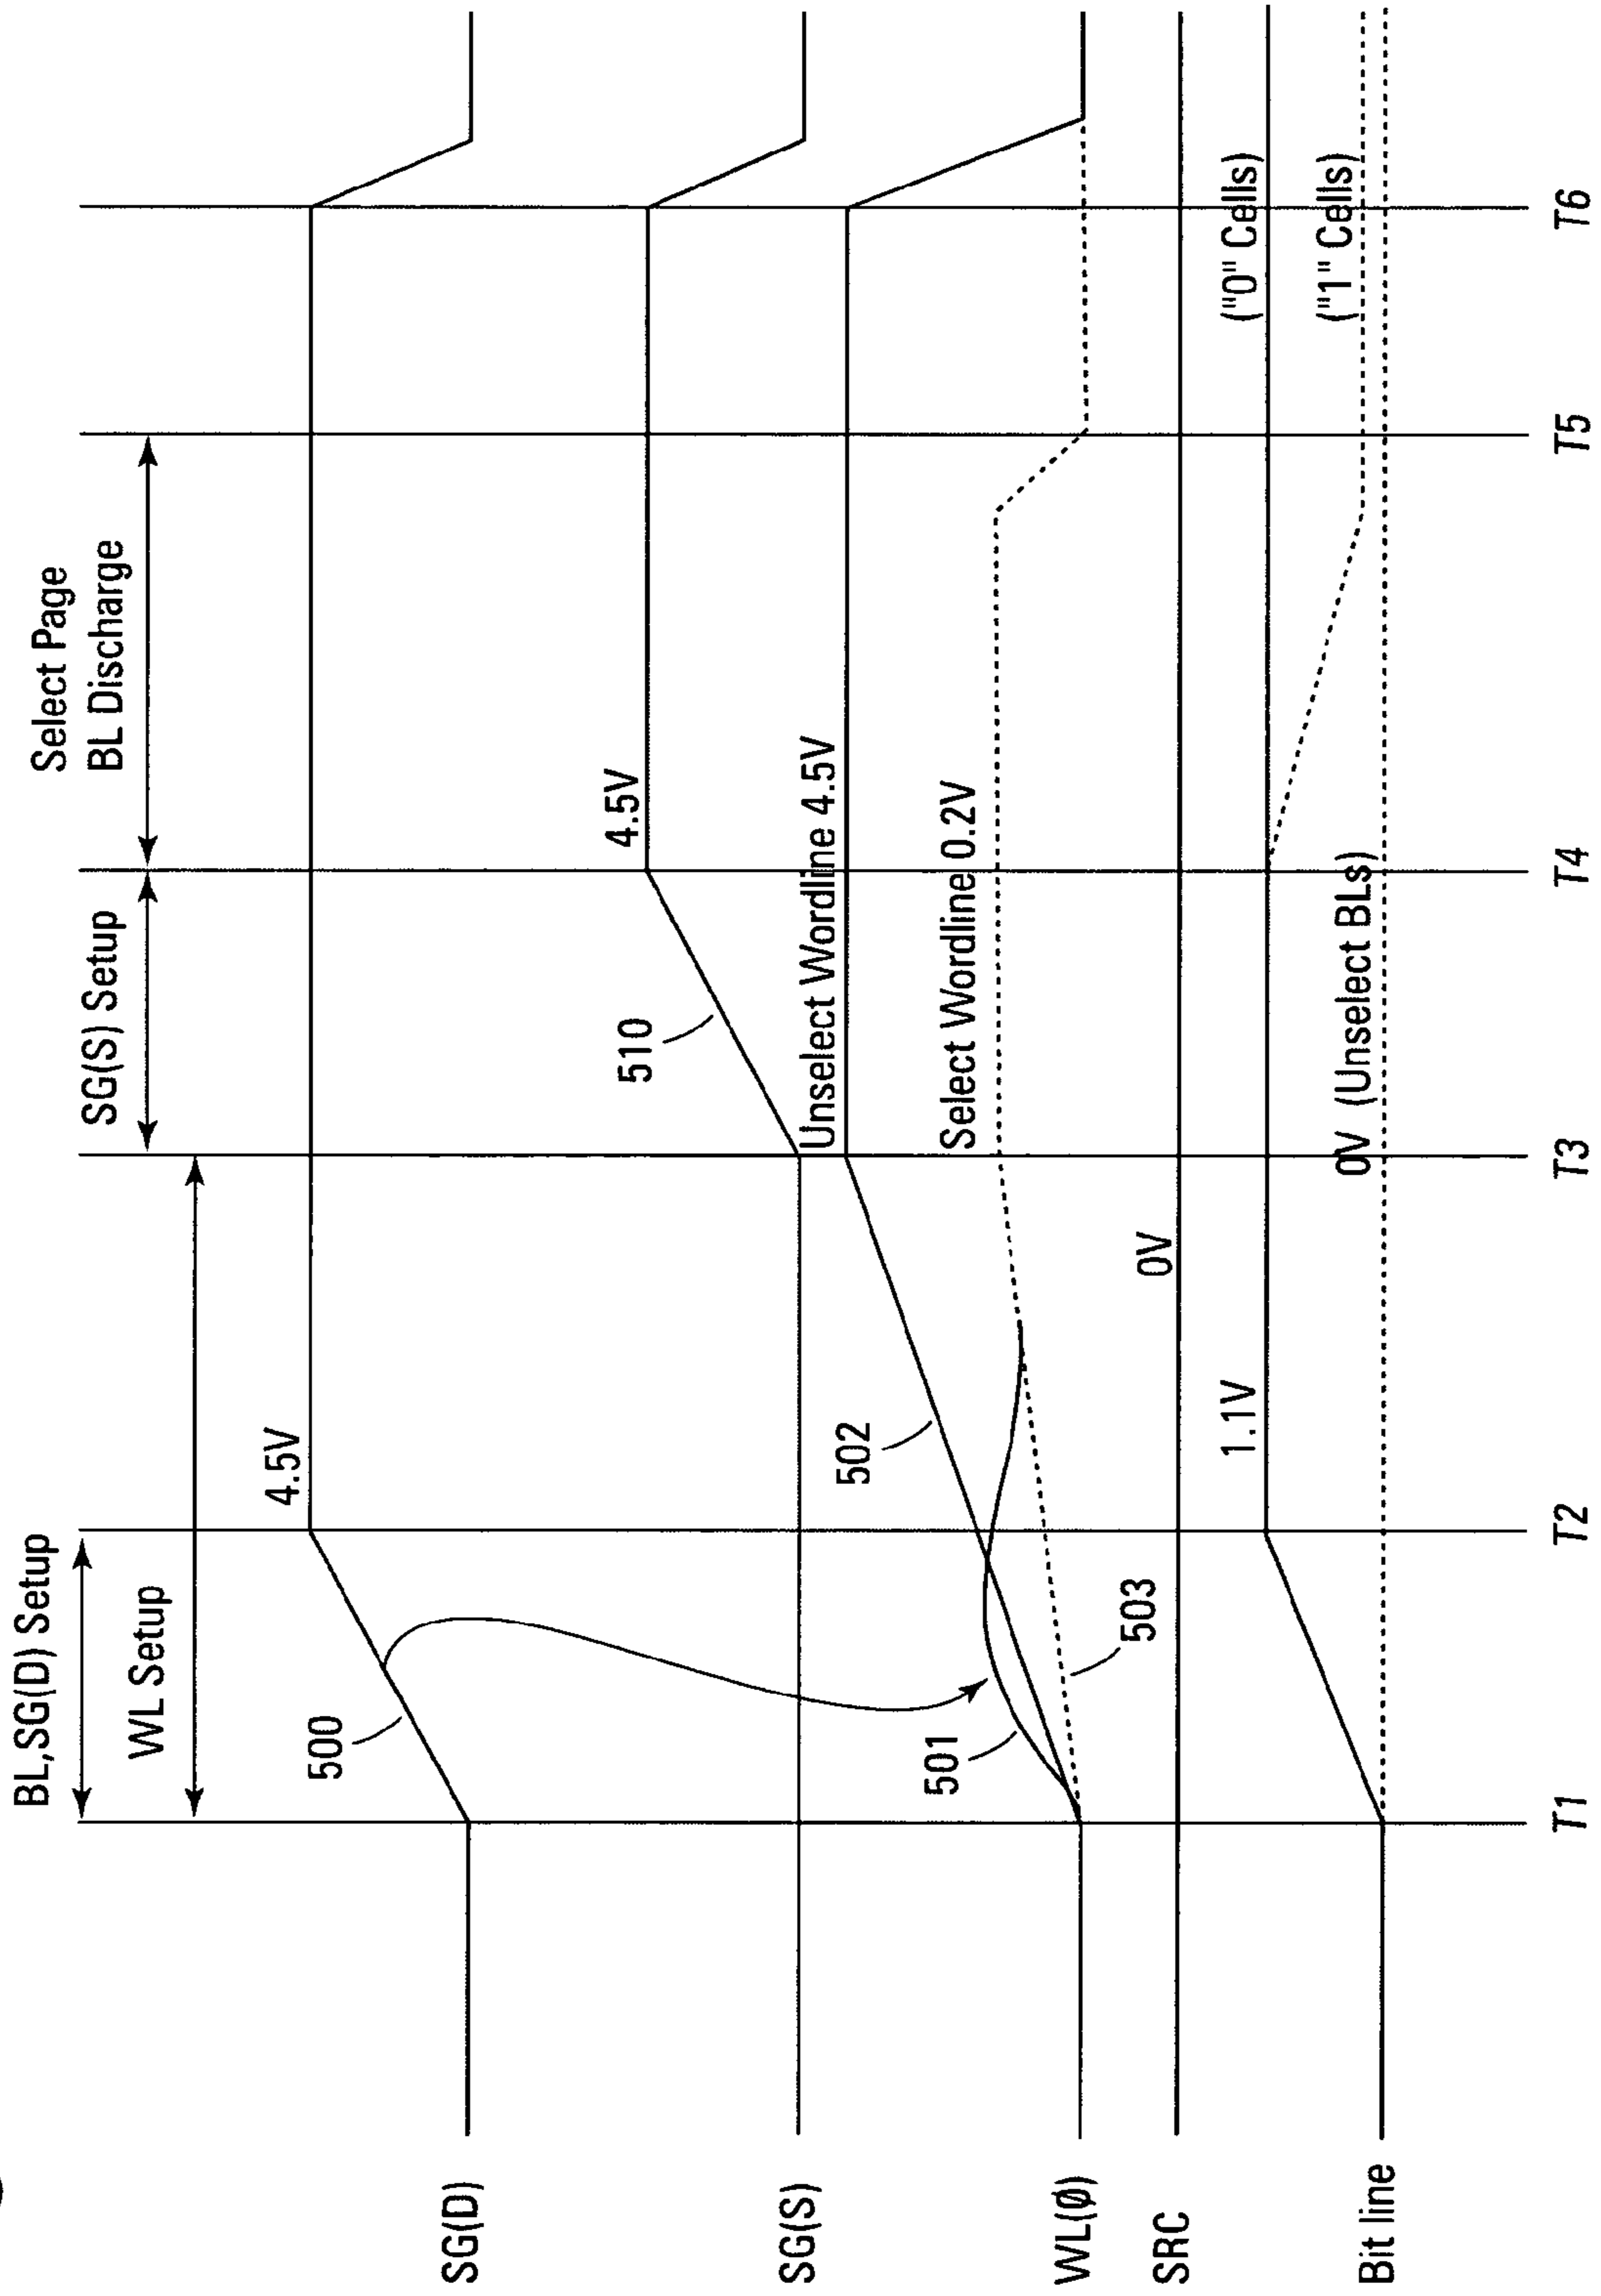 BL,SG(D) Setup
WL Setup
SG(S) Setup
Select Page
BL Discharge
SG(D)
500
4.5V
SG(S)
510
4.5V
Unselect Wordline 4.5V
WL(Ø)
501
502
503
Select Wordline 0.2V
SRC
0V
Bit line
1.1V
0V (Unselect BLs)
("0" Cells)
("1" Cells)
T1
T2
T3
T4
T5
T6